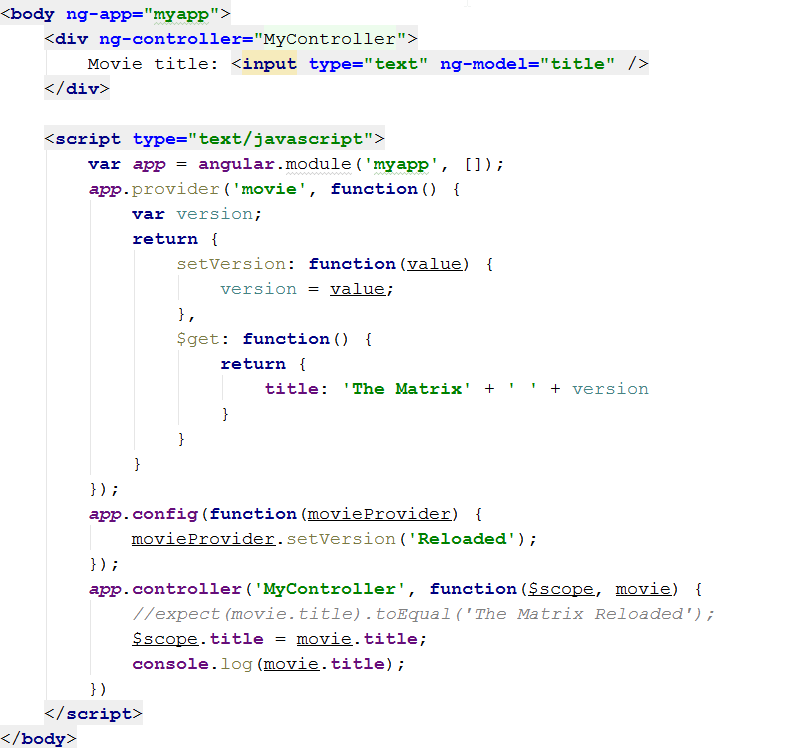 <body ng-app="myapp">
    <div ng-controller="MyController">
        Movie title: <input type="text" ng-model="title" />
    </div>

    <script type="text/javascript">
        var app = angular.module('myapp', []);
        app.provider('movie', function() {
            var version;
            return {
                setVersion: function(value) {
                    version = value;
                },
                $get: function() {
                    return {
                        title: 'The Matrix' + ' ' + version
                    }
                }
            }
        });
        app.config(function(movieProvider) {
            movieProvider.setVersion('Reloaded');
        });
        app.controller('MyController', function($scope, movie) {
            //expect(movie.title).toEqual('The Matrix Reloaded');
            $scope.title = movie.title;
            console.log(movie.title);
        })
    </script>
</body>